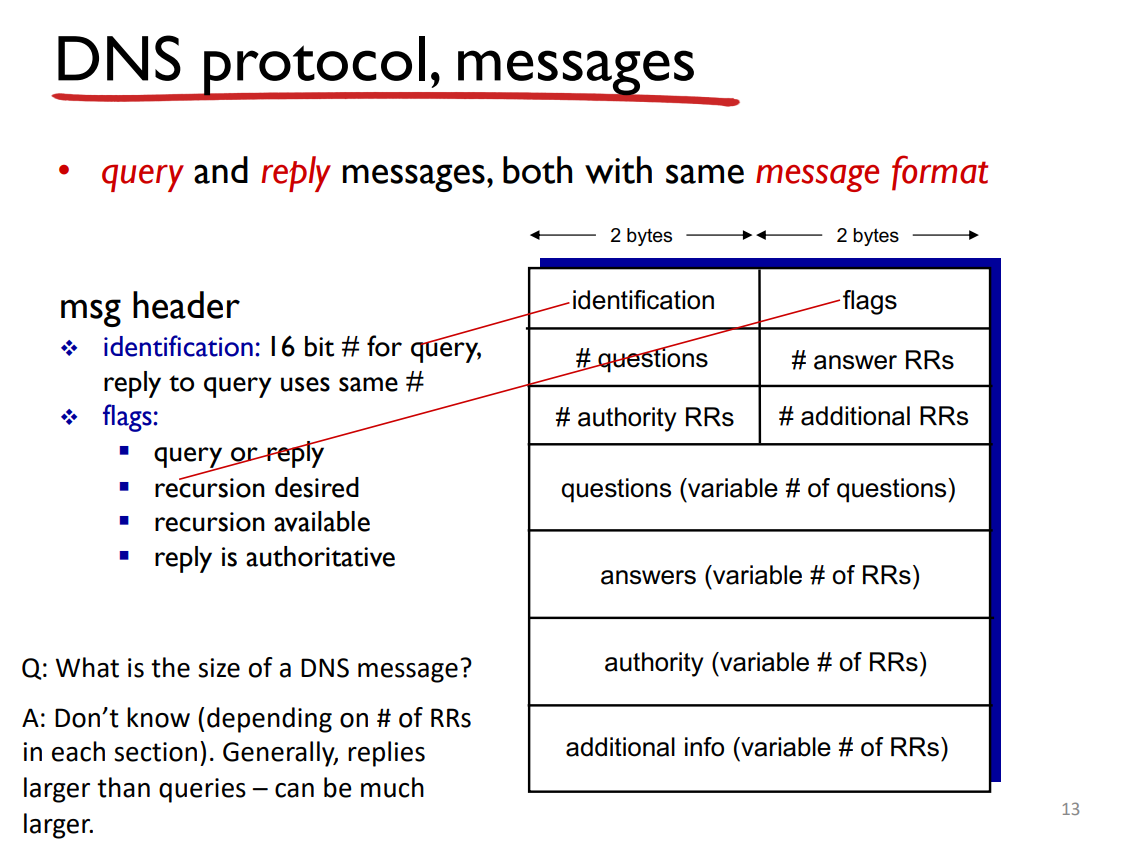 DNS protocol, messages
• query and reply messages, both with same message format
2 bytes
2 bytes
msg header
❖ identification: 16 bit # for query,
reply to query uses same #
❖ flags:
▪ query or reply
▪ recursion desired
▪ recursion available
▪ reply is authoritative
identification
flags
# questions
# answer RRs
# authority RRs
# additional RRs
questions (variable # of questions)
answers (variable # of RRs)
authority (variable # of RRs)
additional info (variable # of RRs)
Q: What is the size of a DNS message?
A: Don’t know (depending on # of RRs
in each section). Generally, replies
larger than queries – can be much
larger.
13